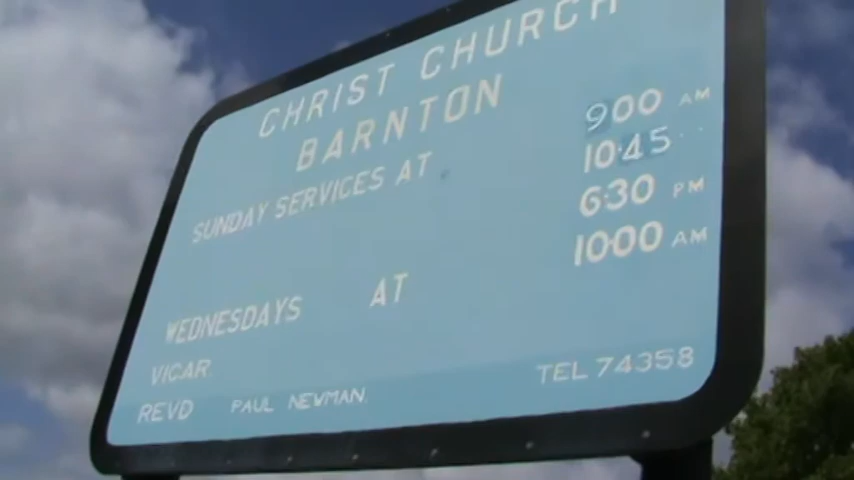 CHRIST CHURCH
BARNTON
SUNDAY SERVICES AT 9:00 AM
10:45 ""
6:30 PM
WEDNESDAYS AT 10:00 AM
VICAR
REVD PAUL NEWMAN. TEL 74358